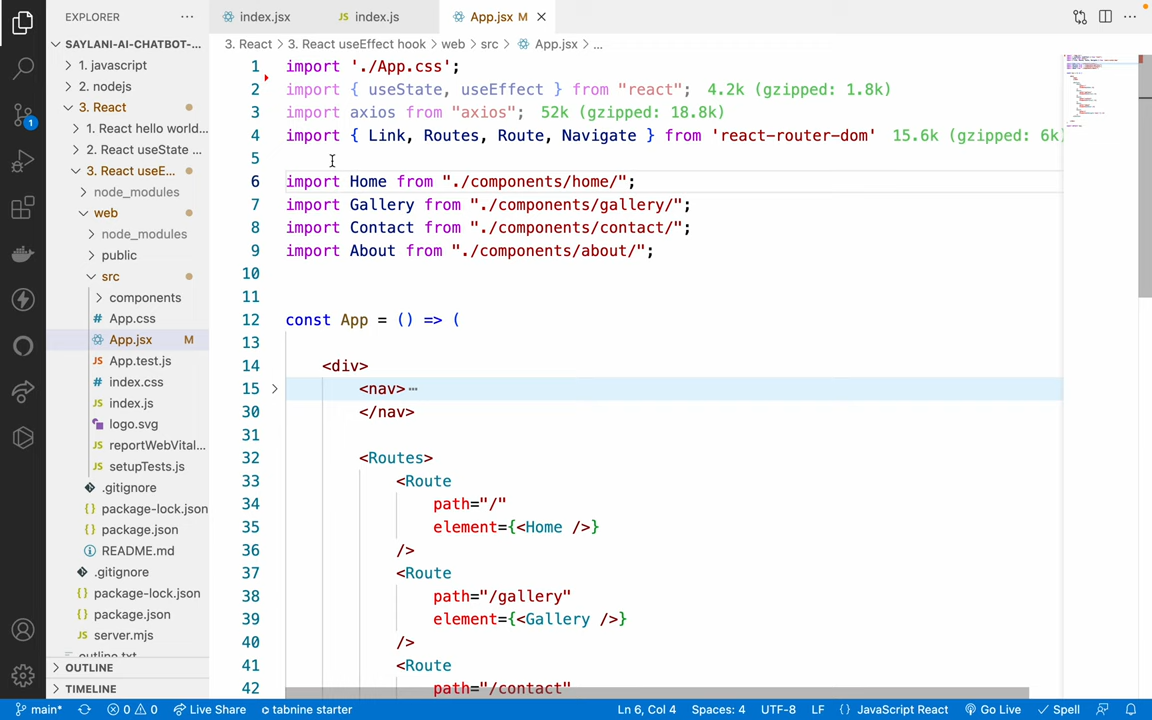 EXPLORER
index.jsx
index.js
App.jsx M
SAYLANI-AI-CHATBOT-...
1. javascript
2. nodejs
3. React
1. React hello world...
2. React useState ...
3. React useE...
node_modules
web
node_modules
public
src
components
App.css
App.jsx M
App.test.js
index.css
index.js
logo.svg
reportWebVital...
setupTests.js
.gitignore
package-lock.json
package.json
README.md
.gitignore
package-lock.json
package.json
server.mjs
outline.txt
OUTLINE
TIMELINE
1
3. React > 3. React useEffect hook > web > src > App.jsx > ...
1 import './App.css';
2 import { useState, useEffect } from "react"; 4.2k (gzipped: 1.8k)
3 import axios from "axios"; 52k (gzipped: 18.8k)
4 import { Link, Routes, Route, Navigate } from 'react-router-dom' 15.6k (gzipped: 6k)
5
6 import Home from "./components/home/";
7 import Gallery from "./components/gallery/";
8 import Contact from "./components/contact/";
9 import About from "./components/about/";
10
11
12 const App = () => (
13
14 <div>
15 <nav>⋯
30 </nav>
31
32 <Routes>
33 <Route
34 path="/"
35 element={<Home />}
36 />
37 <Route
38 path="/gallery"
39 element={<Gallery />}
40 />
41 <Route
42 path="/contact"
main* 0 0 Live Share tabnine starter Ln 6, Col 4 Spaces: 4 UTF-8 LF {} JavaScript React Go Live Spell